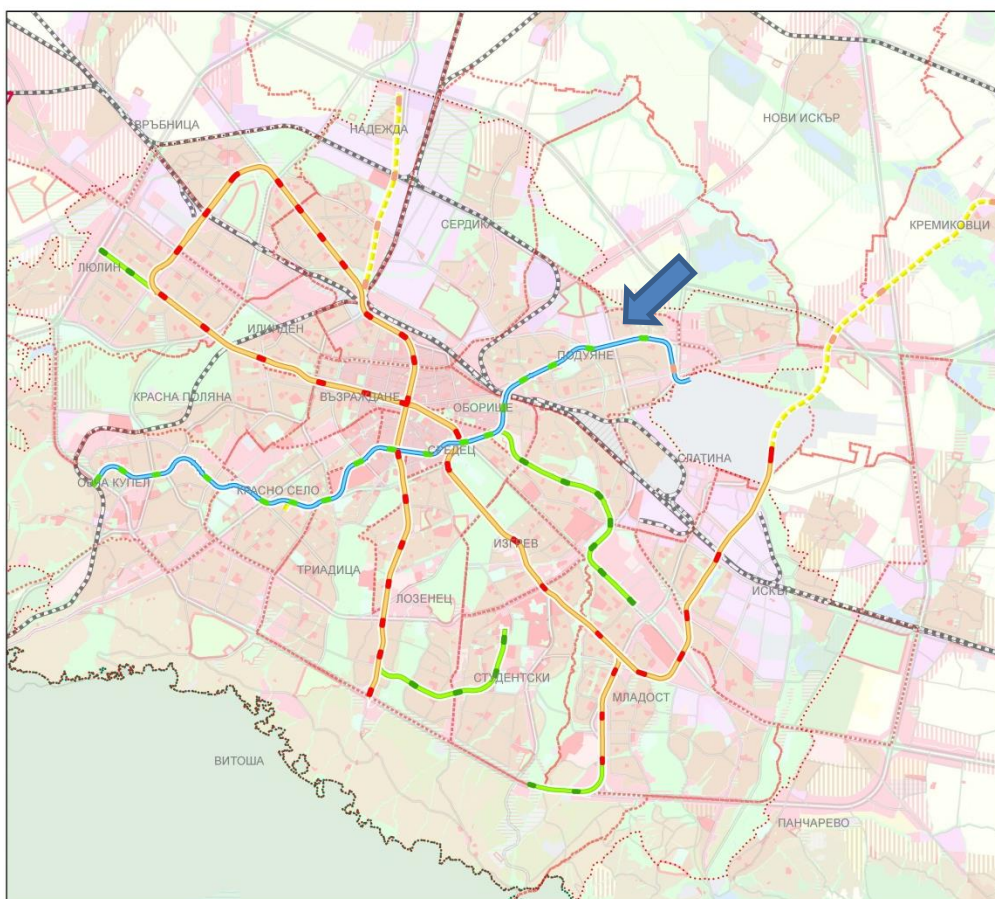 ВРЪБНИЦА
НАДЕЖДА
НОВИ ИСКЪР
СЕРДИКА
КРЕМИКОВЦИ
ЛЮЛИН
ИЛИНДЕН
ПОДУЯНЕ
КРАСНА ПОЛЯНА
ВЪЗРАЖДАНЕ
ОБОРИЩЕ
СРЕДЕЦ
СЛАТИНА
ОВЧА КУПЕЛ
КРАСНО СЕЛО
ИЗГРЕВ
ТРИАДИЦА
ЛОЗЕНЕЦ
ИСКЪР
СТУДЕНТСКИ
МЛАДОСТ
ВИТОША
ПАНЧАРЕВО